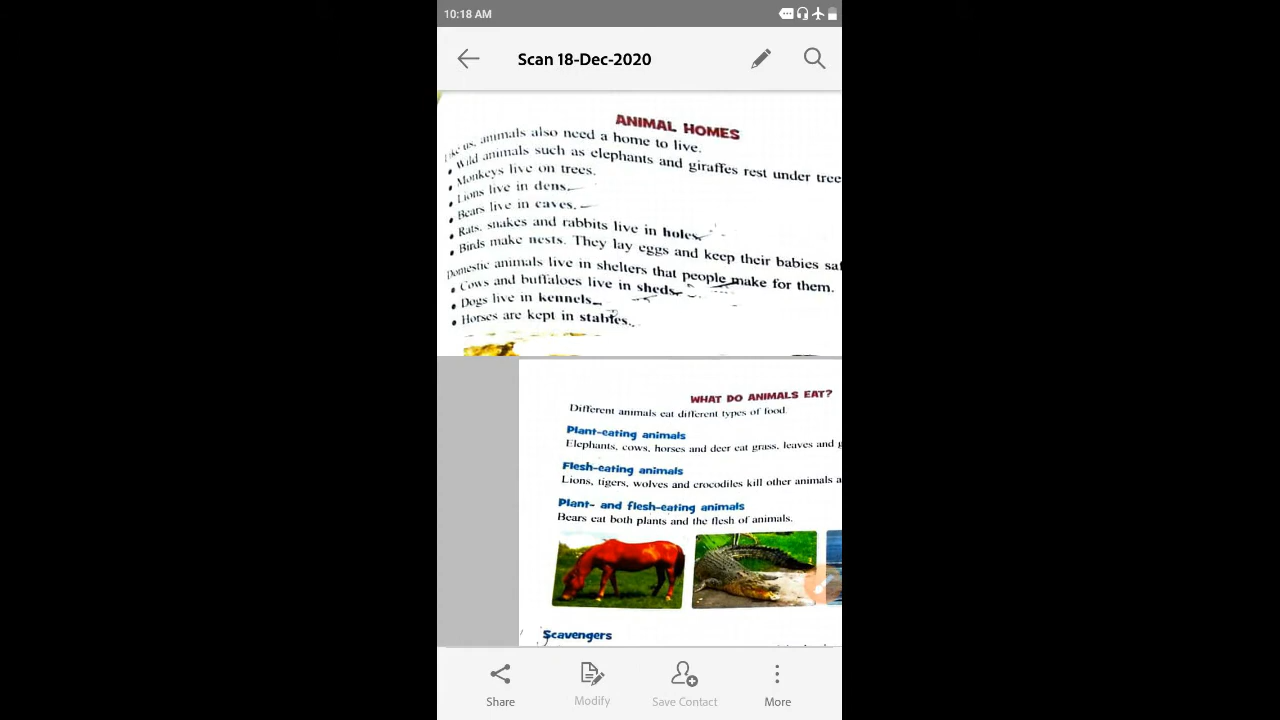 10:18 AM
Scan 18-Dec-2020
ANIMAL HOMES
Like us, animals also need a home to live.
• Wild animals such as elephants and giraffes rest under tree
• Monkeys live on trees.
• Lions live in dens.
• Bears live in caves.
• Rats, snakes and rabbits live in holes.
• Birds make nests. They lay eggs and keep their babies saf
Domestic animals live in shelters that people make for them.
• Cows and buffaloes live in sheds.
• Dogs live in kennels.
• Horses are kept in stables.
WHAT DO ANIMALS EAT?
Different animals eat different types of food.
Plant-eating animals
Elephants, cows, horses and deer eat grass, leaves and g
Flesh-eating animals
Lions, tigers, wolves and crocodiles kill other animals a
Plant- and flesh-eating animals
Bears eat both plants and the flesh of animals.
Scavengers
Share
Modify
Save Contact
More